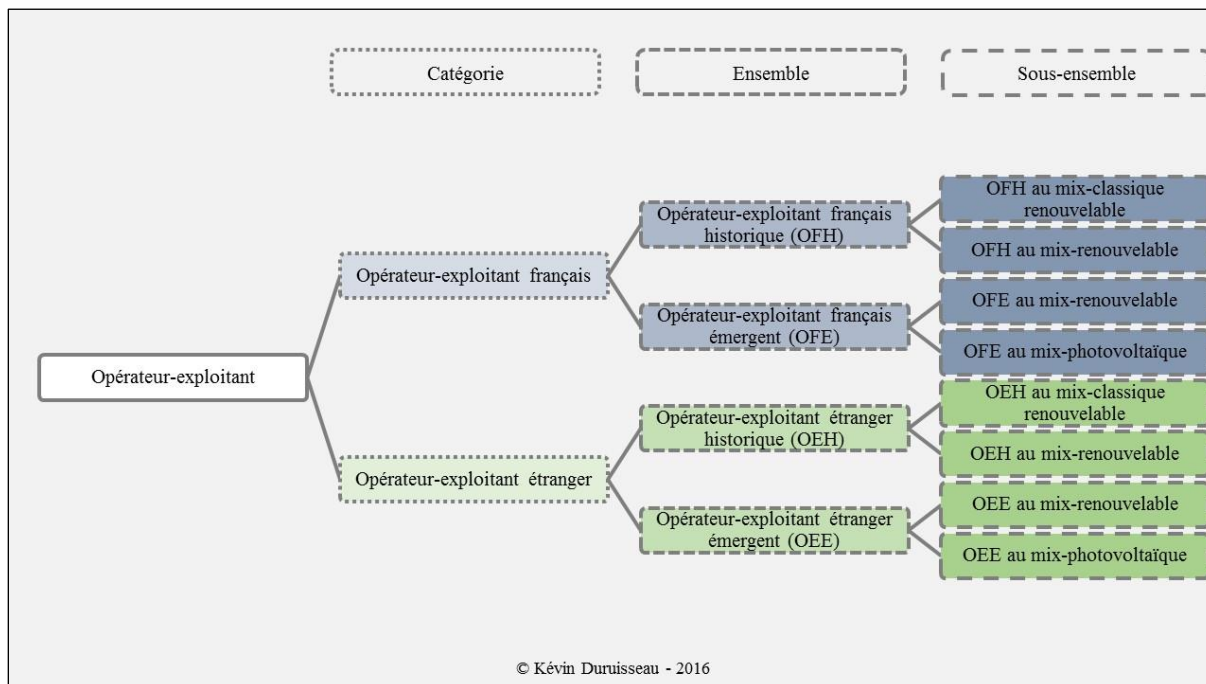 Catégorie
Ensemble
Sous-ensemble
Opérateur-exploitant
Opérateur-exploitant français
Opérateur-exploitant étranger
Opérateur-exploitant français
historique (OFH)
Opérateur-exploitant français
émergent (OFE)
Opérateur-exploitant étranger
historique (OEH)
Opérateur-exploitant étranger
émergent (OEE)
OFH au mix-classique
renouvelable
OFH au mix-renouvelable
OFE au mix-renouvelable
OFE au mix-photovoltaïque
OEH au mix-classique
renouvelable
OEH au mix-renouvelable
OEE au mix-renouvelable
OEE au mix-photovoltaïque
© Kévin Duruisseau - 2016